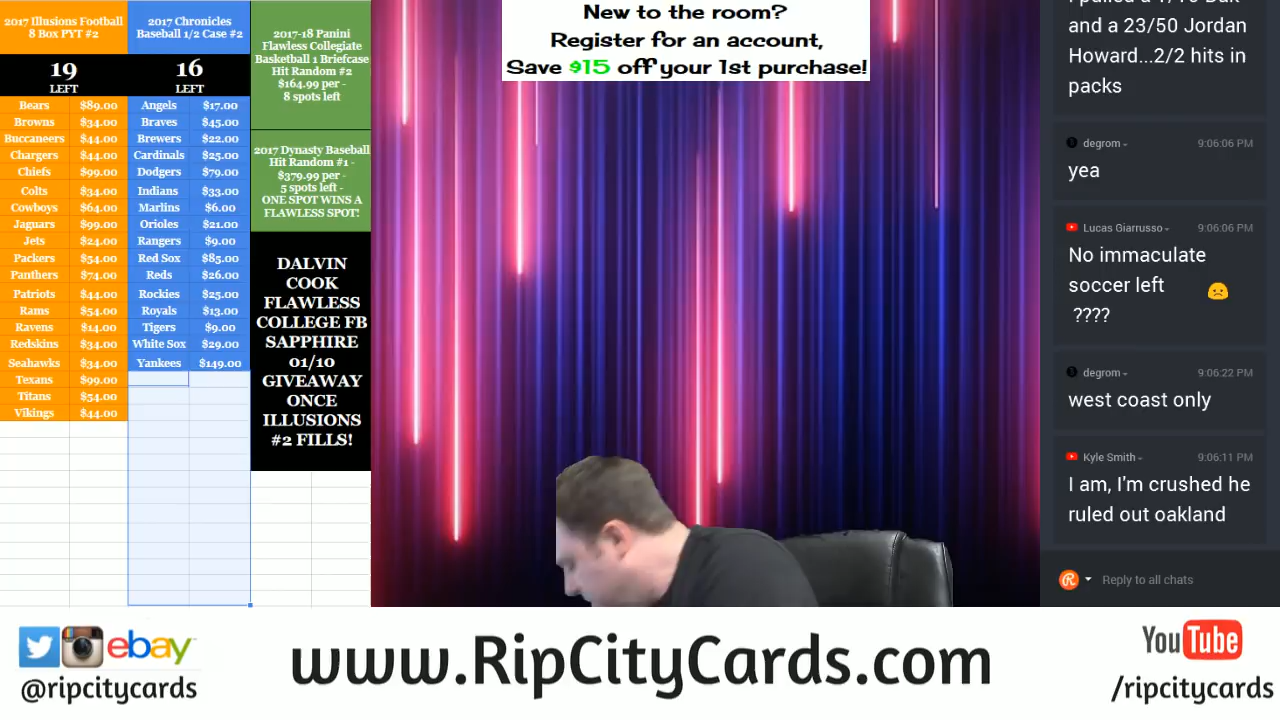 2017 Illusions Football
8 Box PYT #2
19
LEFT
Bears $89.00
Browns $34.00
Buccaneers $44.00
Chargers $44.00
Chiefs $99.00
Colts $34.00
Cowboys $64.00
Jaguars $99.00
Jets $24.00
Packers $54.00
Panthers $74.00
Patriots $44.00
Rams $54.00
Ravens $14.00
Redskins $34.00
Seahawks $34.00
Texans $99.00
Titans $54.00
Vikings $44.00
2017 Chronicles
Baseball 1/2 Case #2
16
LEFT
Angels $17.00
Braves $45.00
Brewers $22.00
Cardinals $25.00
Dodgers $79.00
Indians $33.00
Marlins $6.00
Orioles $21.00
Rangers $9.00
Red Sox $85.00
Reds $26.00
Rockies $25.00
Royals $13.00
Tigers $9.00
White Sox $29.00
Yankees $149.00
2017-18 Panini
Flawless Collegiate
Basketball 1 Briefcase
Hit Random #2
$164.99 per -
8 spots left
2017 Dynasty Baseball
Hit Random #1 -
$379.99 per -
5 spots left -
ONE SPOT WINS A
FLAWLESS SPOT!
DALVIN
COOK
FLAWLESS
COLLEGE FB
SAPPHIRE
01/10
GIVEAWAY
ONCE
ILLUSIONS
#2 FILLS!
New to the room?
Register for an account,
Save $15 off your 1st purchase!
and a 23/50 Jordan
Howard...2/2 hits in
packs
degrom 9:06:06 PM
yea
Lucas Giarrusso 9:06:06 PM
No immaculate
soccer left
????
degrom 9:06:22 PM
west coast only
Kyle Smith 9:06:11 PM
I am, I'm crushed he
ruled out oakland
Reply to all chats
ebay
@ripcitycards
www.RipCityCards.com
YouTube
/ripcitycards